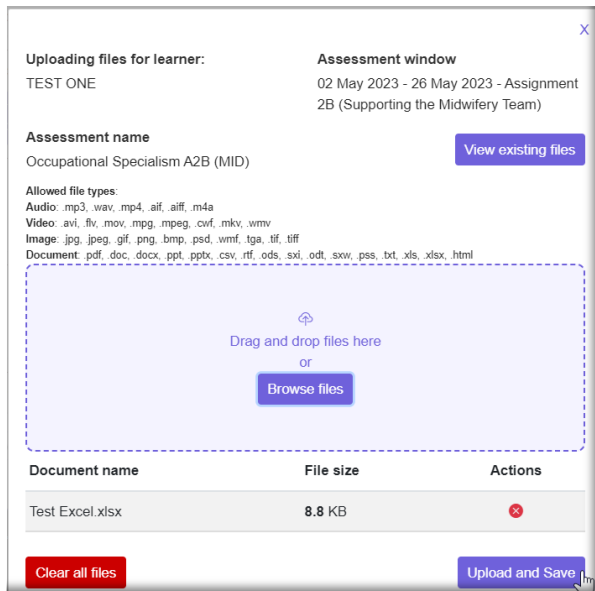 X
Uploading files for learner:
TEST ONE
Assessment window
02 May 2023 - 26 May 2023 - Assignment
2B (Supporting the Midwifery Team)
Assessment name
Occupational Specialism A2B (MID)
View existing files
Allowed file types:
Audio: .mp3, .wav, .mp4, .aif, .aiff, .m4a
Video: .avi, .flv, .mov, .mpg, .mpeg, .cwf, .mkv, .wmv
Image: .jpg, .jpeg, .gif, .png, .bmp, .psd, .wmf, .tga, .tif, .tiff
Document: .pdf, .doc, .docx, .ppt, .pptx, .csv, .rtf, .ods, .sxi, .odt, .sxw, .pss, .txt, .xls, .xlsx, .html
Drag and drop files here
or
Browse files
Document name File size Actions
Test Excel.xlsx 8.8 KB
Clear all files
Upload and Save